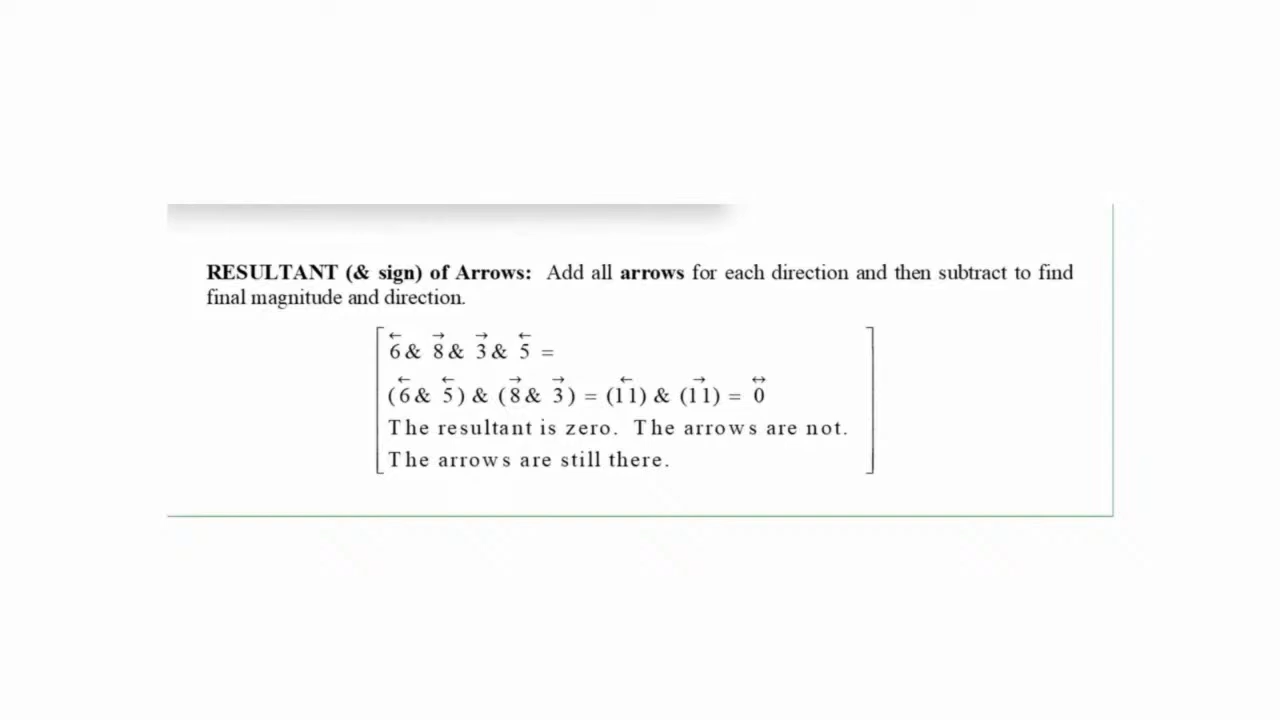 RESULTANT (& sign) of Arrows: Add all arrows for each direction and then subtract to find
final magnitude and direction.
←6 & →8 & →3 & ←5 =
(←6 & ←5) & (→8 & →3) = (←11) & (→11) = ↔0
The resultant is zero. The arrows are not.
The arrows are still there.